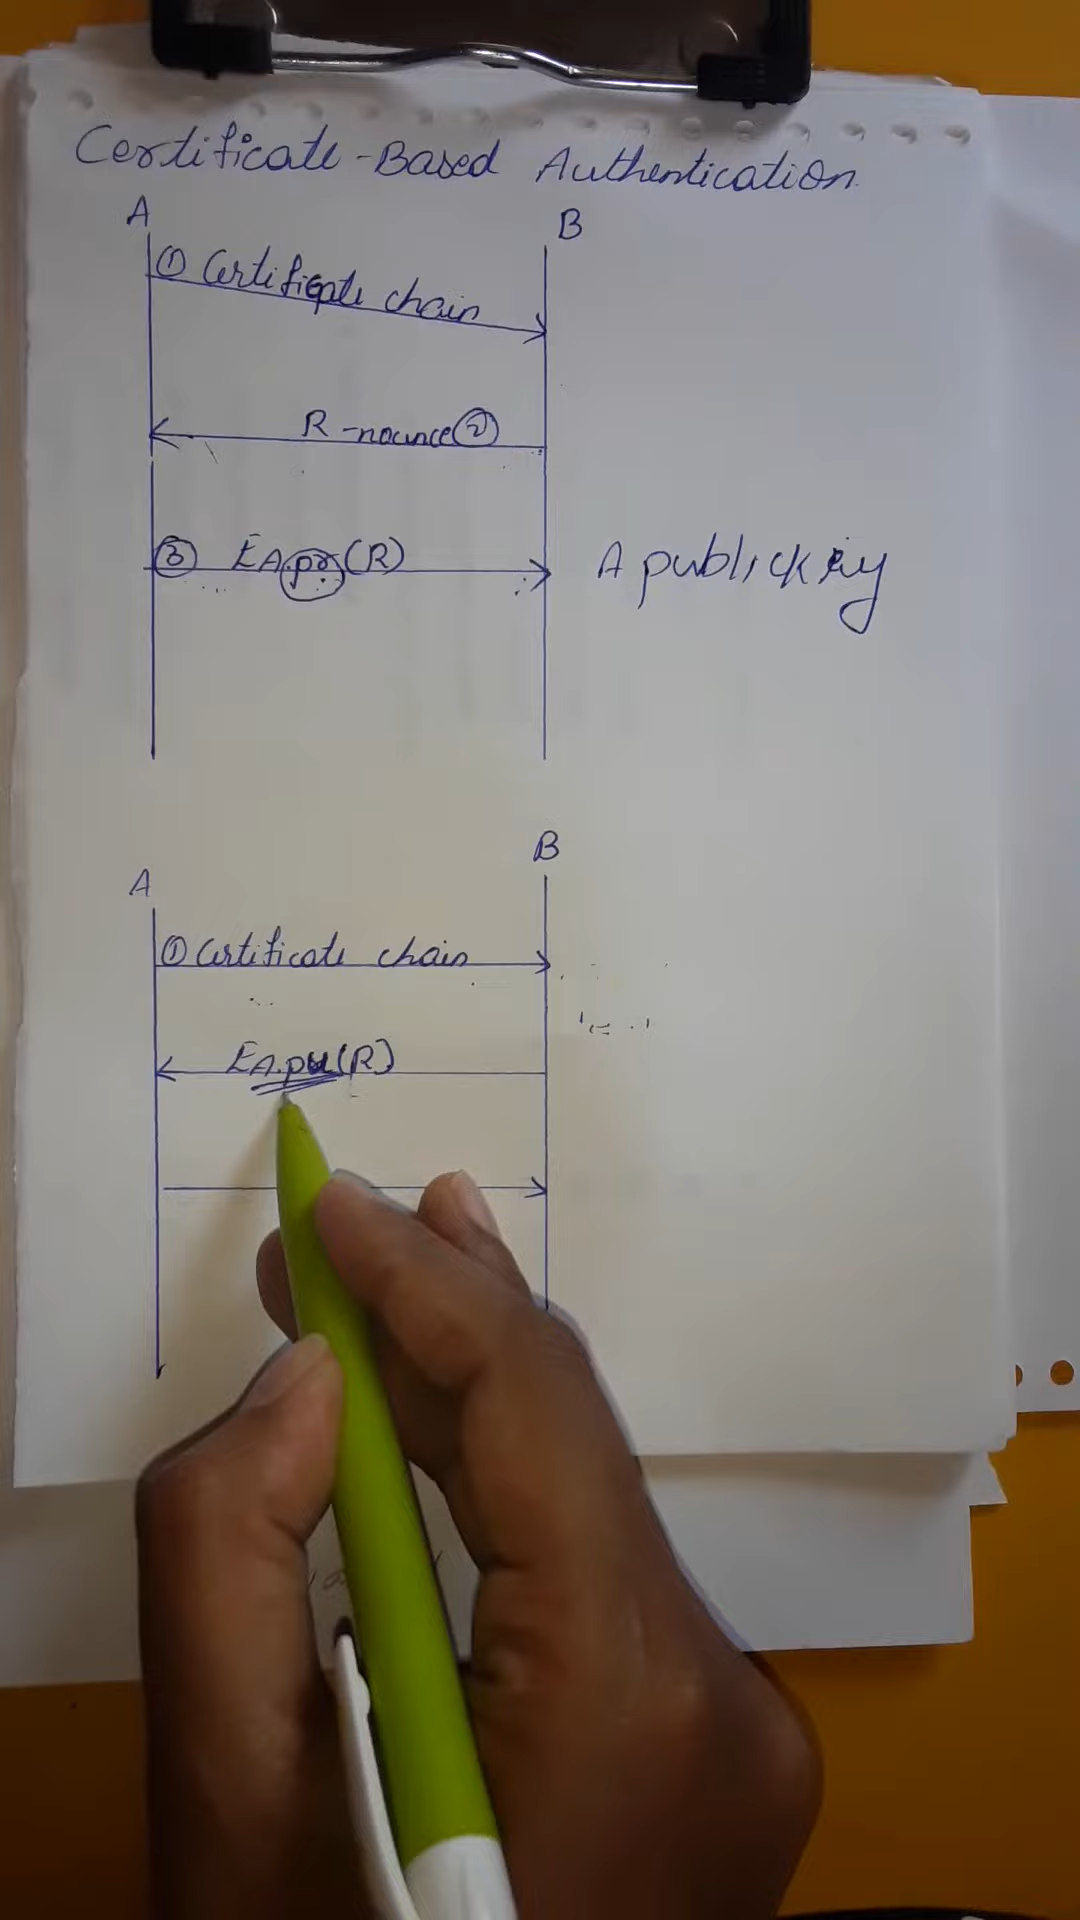 Certificate-Based Authentication
A
B
① Certificate chain
R-nounce ②
③ EA.pr(R)
A public key
B
A
① Certificate chain
EA.pu(R)